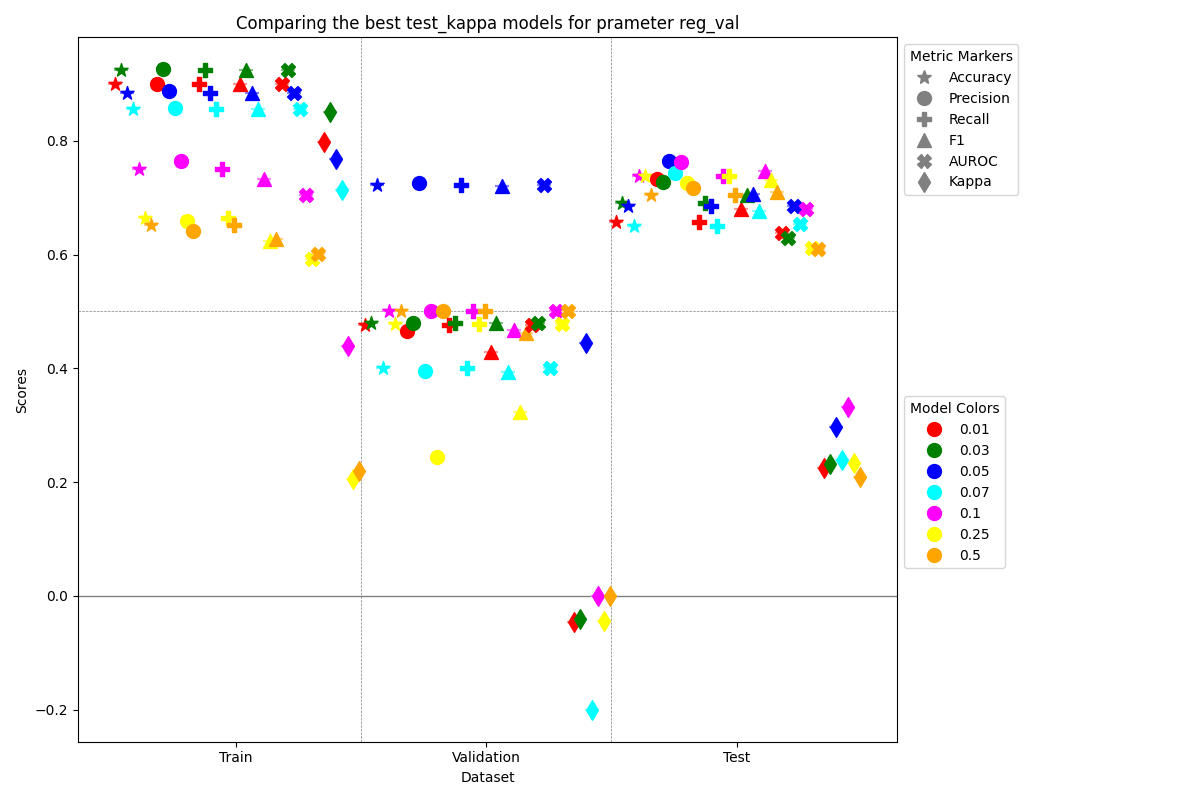 Comparing the best test_kappa models for prameter reg_val
Scores
0.8
0.6
0.4
0.2
0.0
−0.2
Train
Validation
Test
Dataset
Metric Markers
Accuracy
Precision
Recall
F1
AUROC
Kappa
Model Colors
0.01
0.03
0.05
0.07
0.1
0.25
0.5